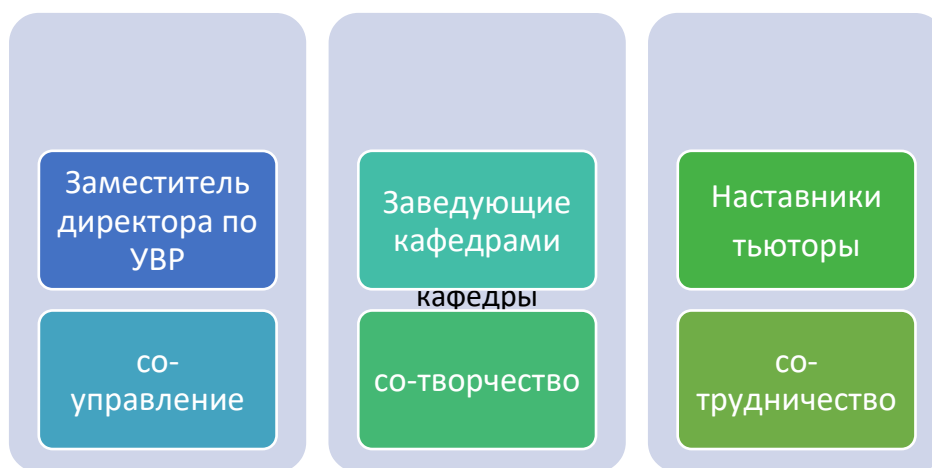 Заместитель
директора по
УВР
со-
управление
Заведующие
кафедрами
кафедры
со-творчество
Наставники
тьюторы
со-
трудничество